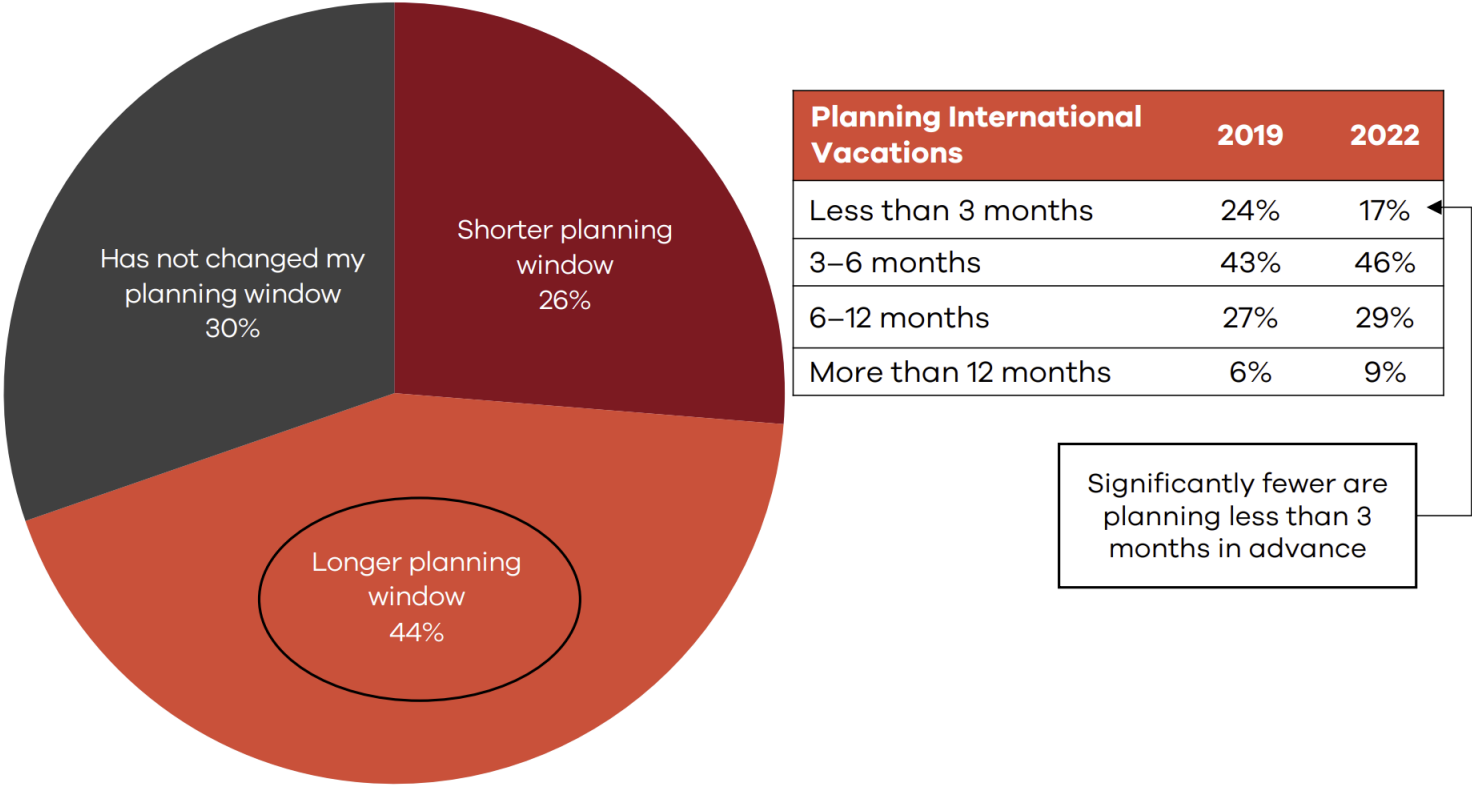 Has not changed my
planning window
30%
Shorter planning
window
26%
Longer planning
window
44%
Planning International
Vacations
2019
2022
Less than 3 months 24% 17%
3–6 months 43% 46%
6–12 months 27% 29%
More than 12 months 6% 9%
Significantly fewer are
planning less than 3
months in advance